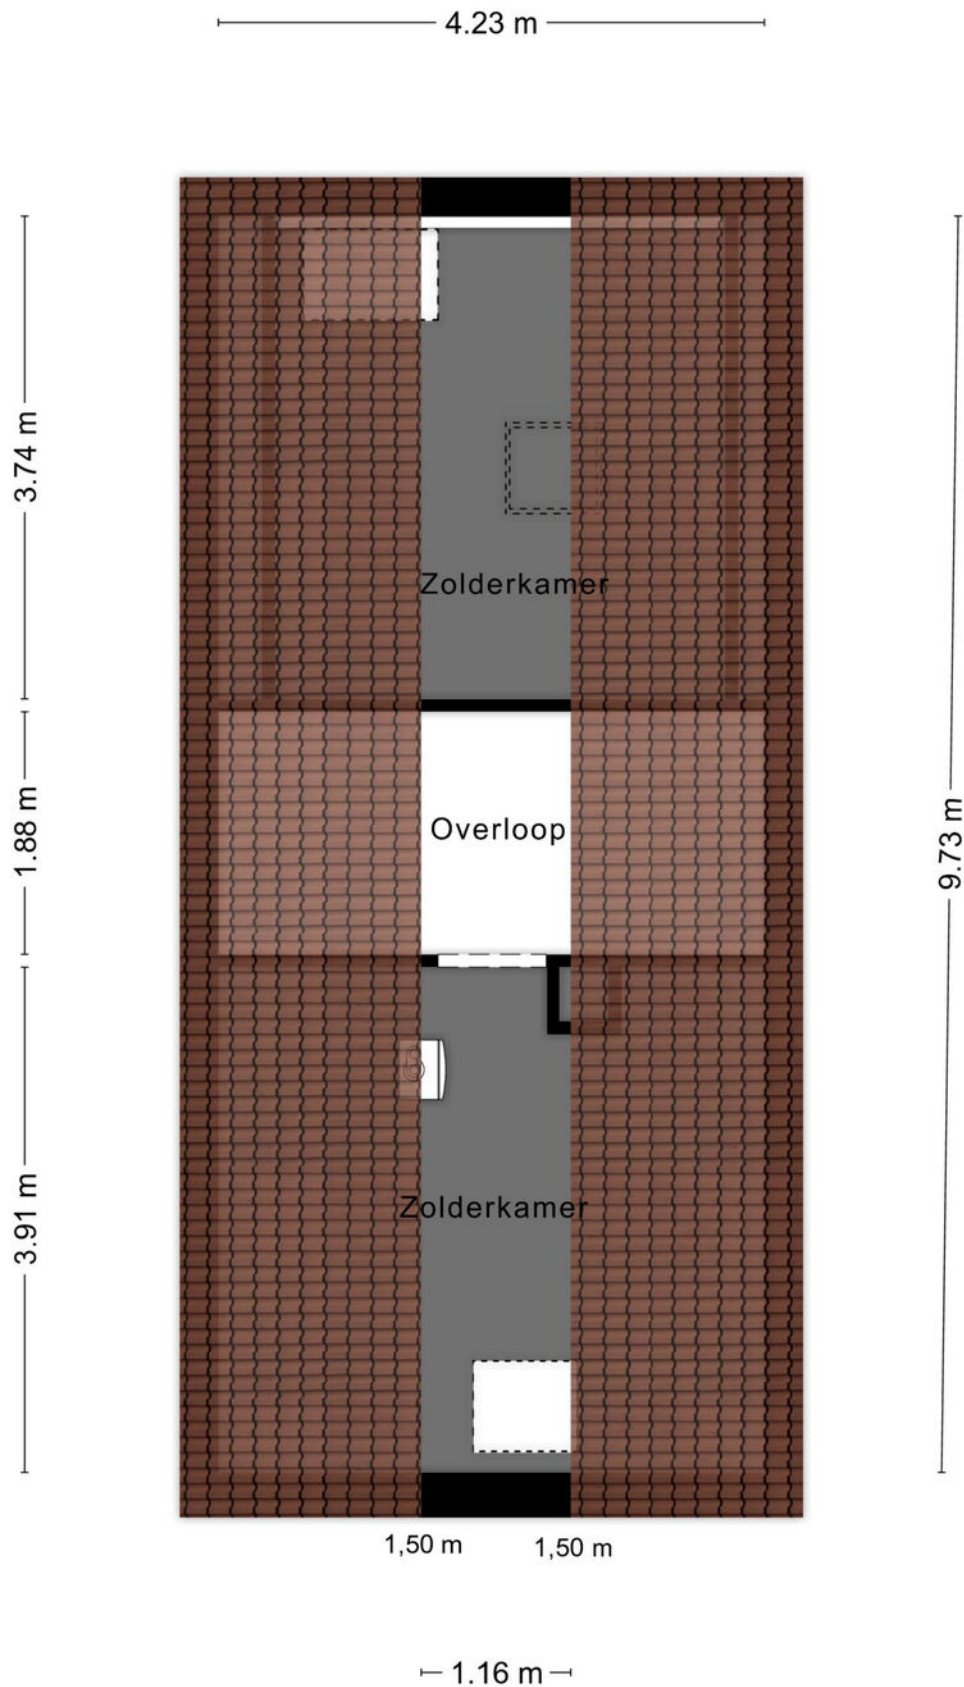 4.23 m
3.74 m
Zolderkamer
1.88 m
Overloop
9.73 m
3.91 m
Zolderkamer
1,50 m
1,50 m
1.16 m